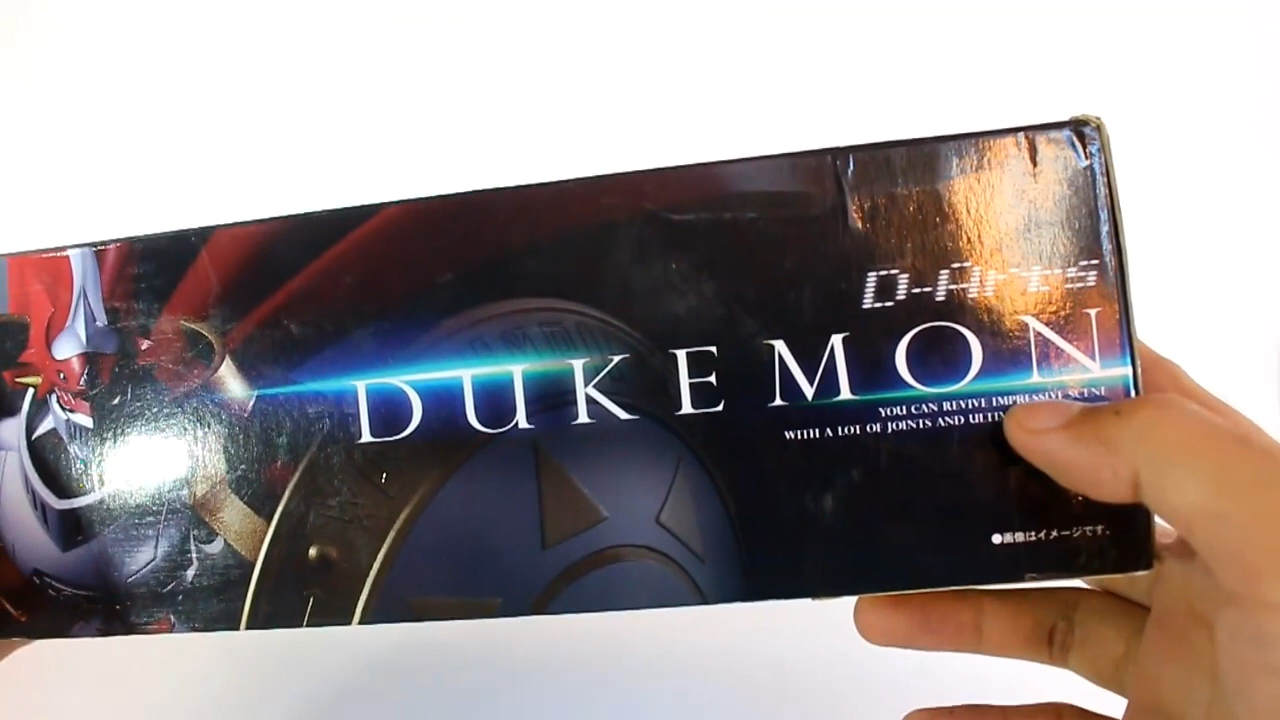 D-Arts
DUKEMON
YOU CAN REVIVE IMPRESSIVE SCENE
WITH A LOT OF JOINTS AND
●画像はイメージです。